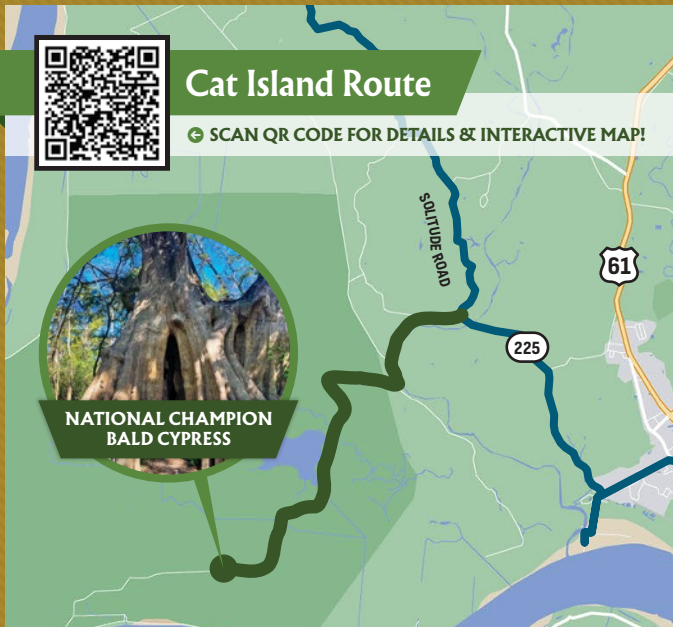 Cat Island Route
SCAN QR CODE FOR DETAILS & INTERACTIVE MAP!
SOLITUDE ROAD
61
225
NATIONAL CHAMPION
BALD CYPRESS